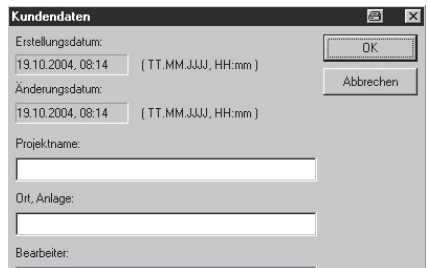 Kundendaten
Erstellungsdatum:
OK
19.10.2004, 08:14 ( TT.MM.JJJJ, HH:mm )
Abbrechen
Änderungsdatum:
19.10.2004, 08:14 ( TT.MM.JJJJ, HH:mm )
Projektname:
Ort, Anlage:
Bearbeiter: